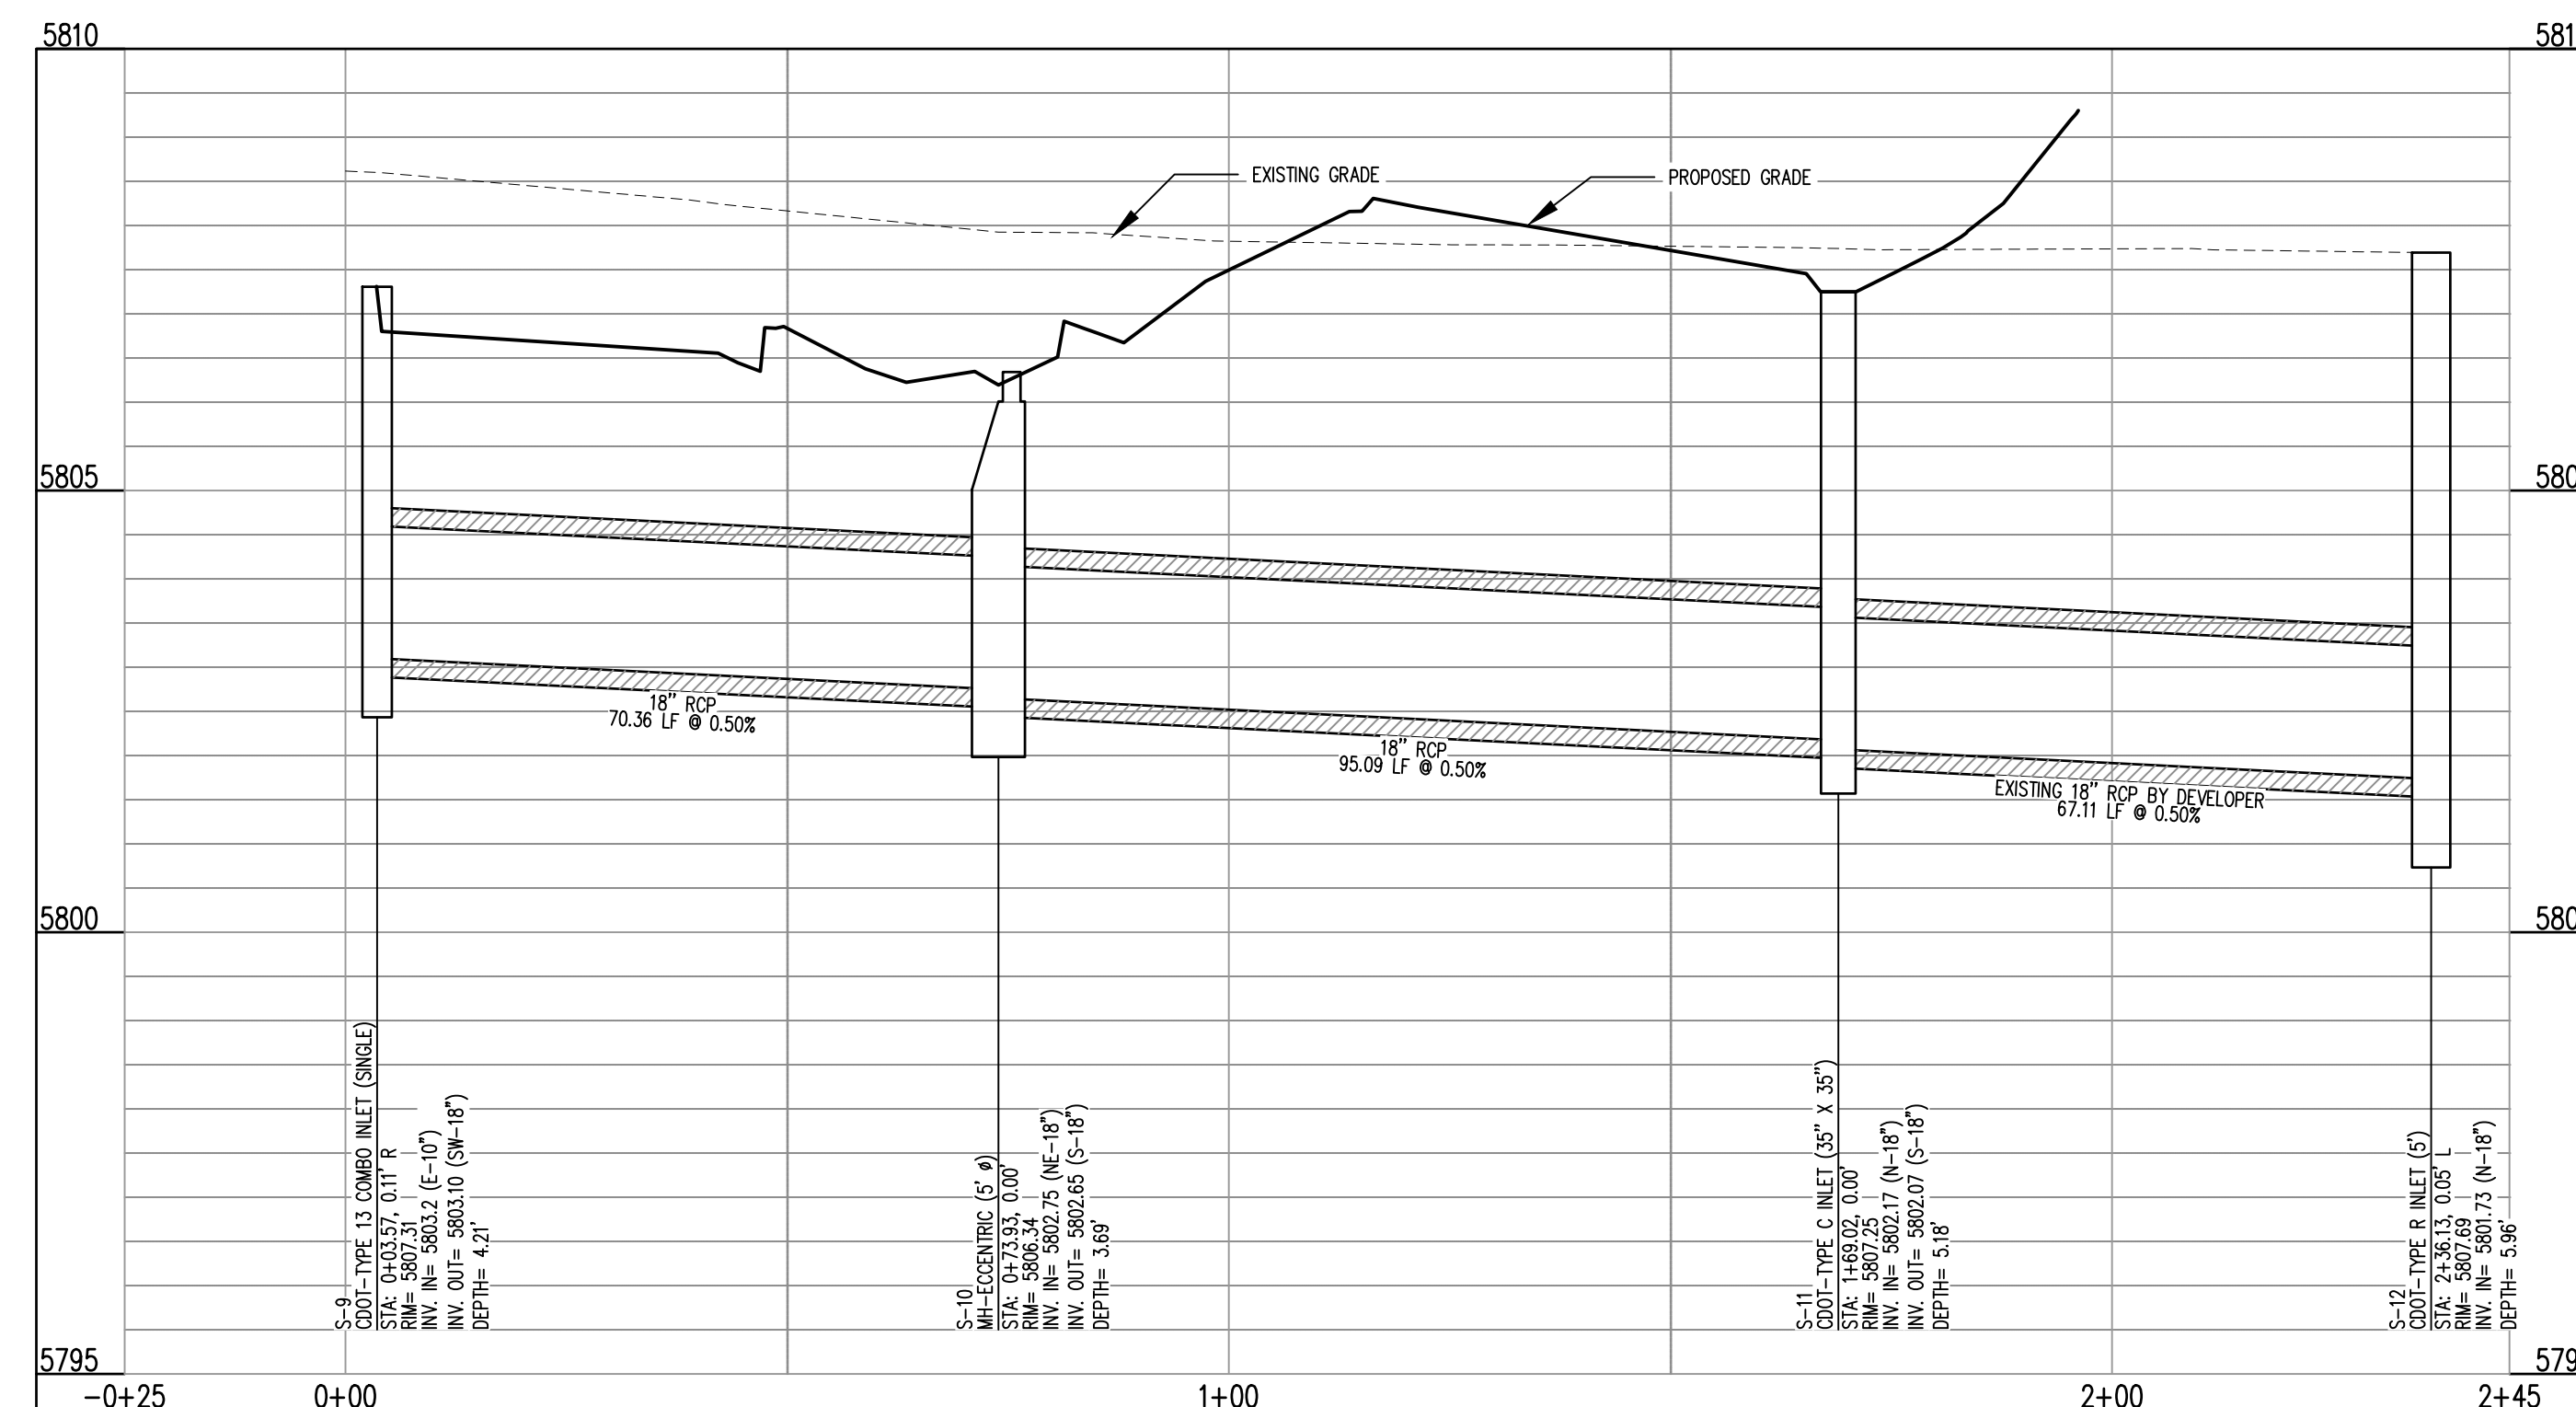 5810
581
EXISTING GRADE
PROPOSED GRADE
5805
580
18" RCP
70.36 LF @ 0.50%
18" RCP
95.09 LF @ 0.50%
EXISTING 18" RCP BY DEVELOPER
67.11 LF @ 0.50%
5800
580
S-9
CDOT-TYPE 13 COMBO INLET (SINGLE)
STA: 0+03.57, 0.11' R
RIM= 5807.31
INV. IN= 5803.2 (E-10")
INV. OUT= 5803.10 (SW-18")
DEPTH= 4.21'
S-10
MH-ECCENTRIC (5' ø)
STA: 0+73.93, 0.00'
RIM= 5806.34
INV. IN= 5802.75 (NE-18")
INV. OUT= 5802.65 (S-18")
DEPTH= 3.69'
S-11
CDOT-TYPE C INLET (35" X 35")
STA: 1+69.02, 0.00'
RIM= 5807.25
INV. IN= 5802.17 (N-18")
INV. OUT= 5802.07 (S-18")
DEPTH= 5.18'
S-12
CDOT-TYPE R INLET (5')
STA: 2+36.13, 0.05' L
RIM= 5807.69
INV. IN= 5801.73 (N-18")
DEPTH= 5.96'
5795
579
-0+25
0+00
1+00
2+00
2+45